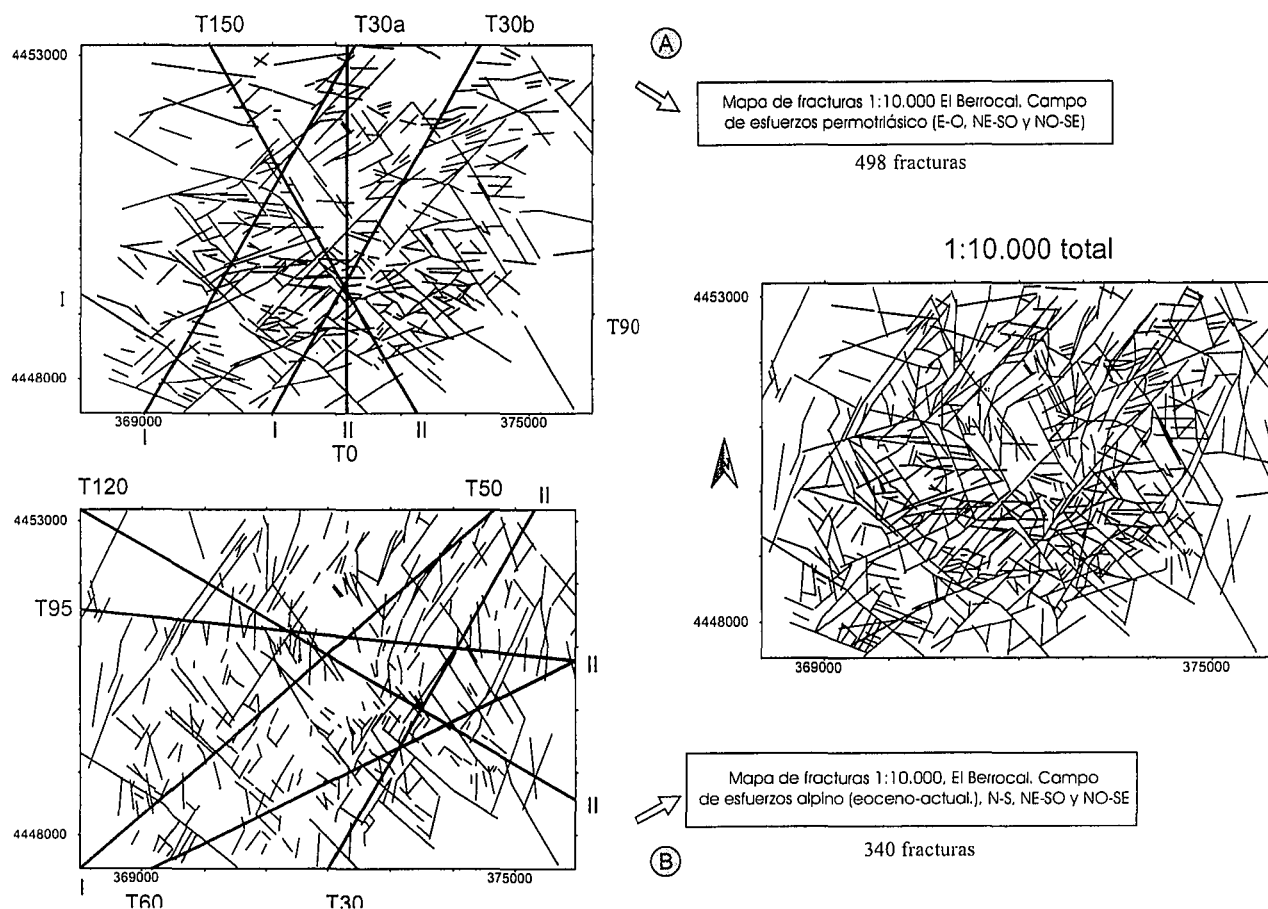 T150 T30a T30b
4453000
I
T90
4448000
369000 375000
I I II II
T0
A
Mapa de fracturas 1:10.000 El Berrocal. Campo
de esfuerzos permotriásico (E-O, NE-SO y NO-SE)
498 fracturas
1:10.000 total
4453000
4448000
369000 375000
T120 T50 II
4453000
T95
II
II
4448000
369000 375000
I
T60 T30
Mapa de fracturas 1:10.000, El Berrocal. Campo
de esfuerzos alpino (eoceno-actual.), N-S, NE-SO y NO-SE
B
340 fracturas